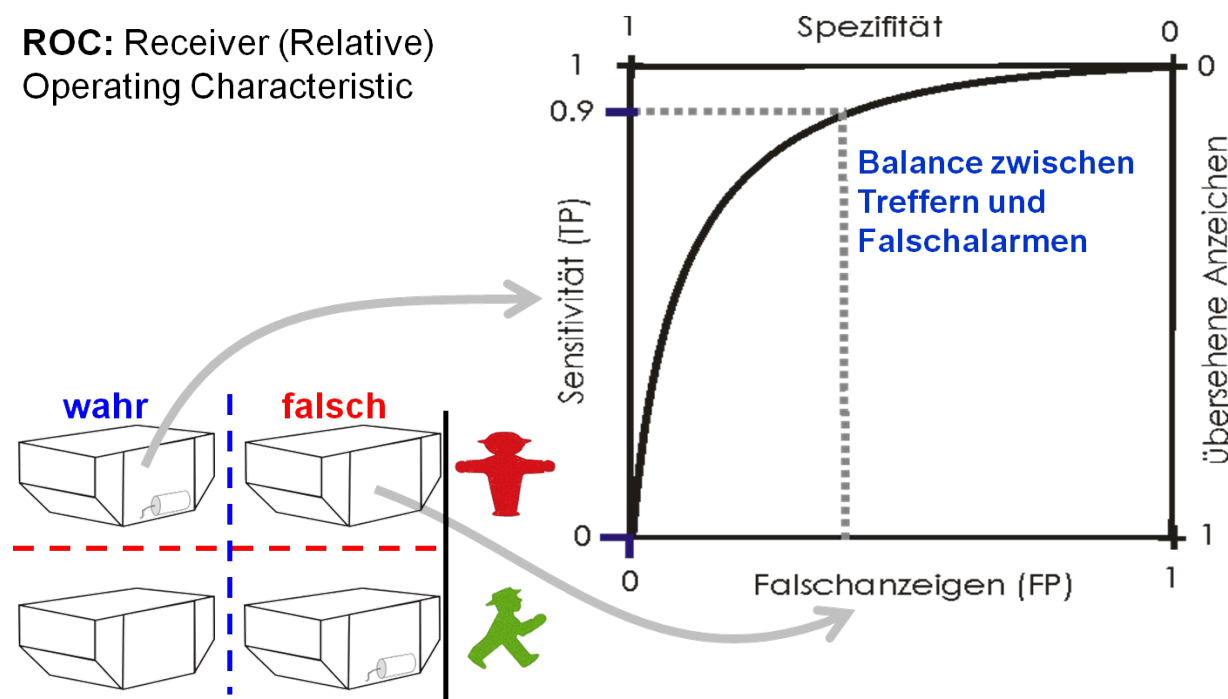 ROC: Receiver (Relative)
Operating Characteristic
1
Spezifität
0
1
0
0.9
Balance zwischen
Treffern und
Falschalarmen
Sensitivität (TP)
Übersehene Anzeichen
wahr
falsch
0
1
0
Falschanzeigen (FP)
1